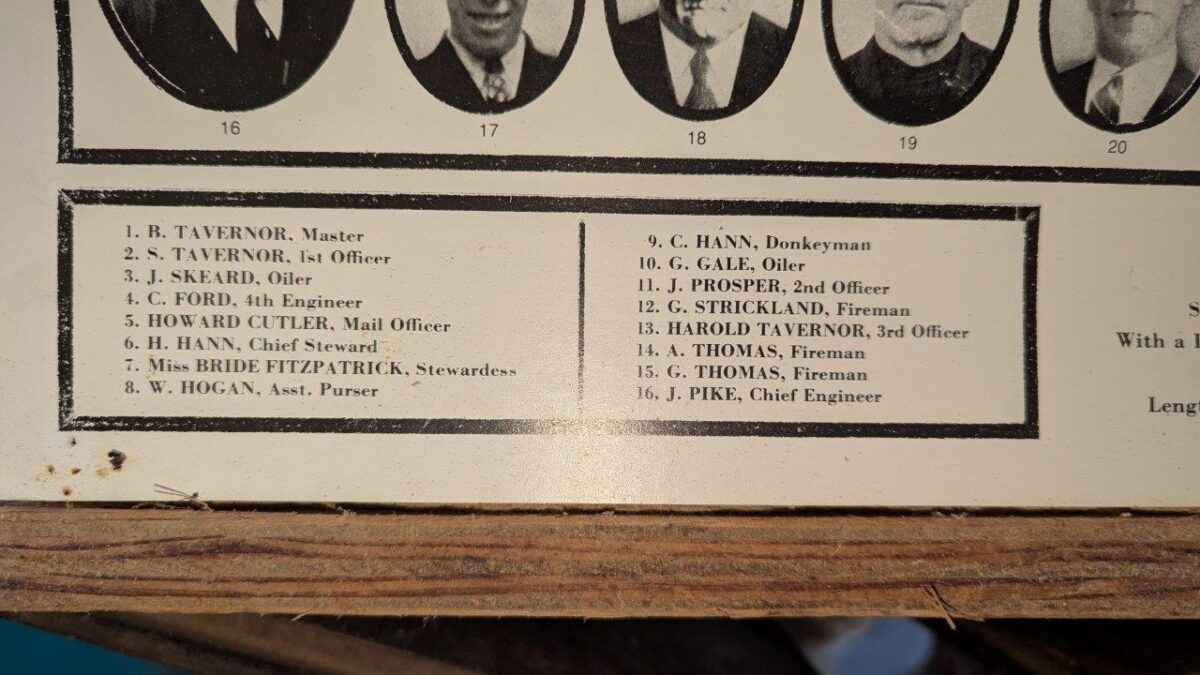 16
17
18
19
20
1. B. TAVERNOR, Master
2. S. TAVERNOR, 1st Officer
3. J. SKEARD, Oiler
4. C. FORD, 4th Engineer
5. HOWARD CUTLER, Mail Officer
6. H. HANN, Chief Steward
7. Miss BRIDE FITZPATRICK, Stewardess
8. W. HOGAN, Asst. Purser
9. C. HANN, Donkeyman
10. G. GALE, Oiler
11. J. PROSPER, 2nd Officer
12. G. STRICKLAND, Fireman
13. HAROLD TAVERNOR, 3rd Officer
14. A. THOMAS, Fireman
15. G. THOMAS, Fireman
16. J. PIKE, Chief Engineer
With a